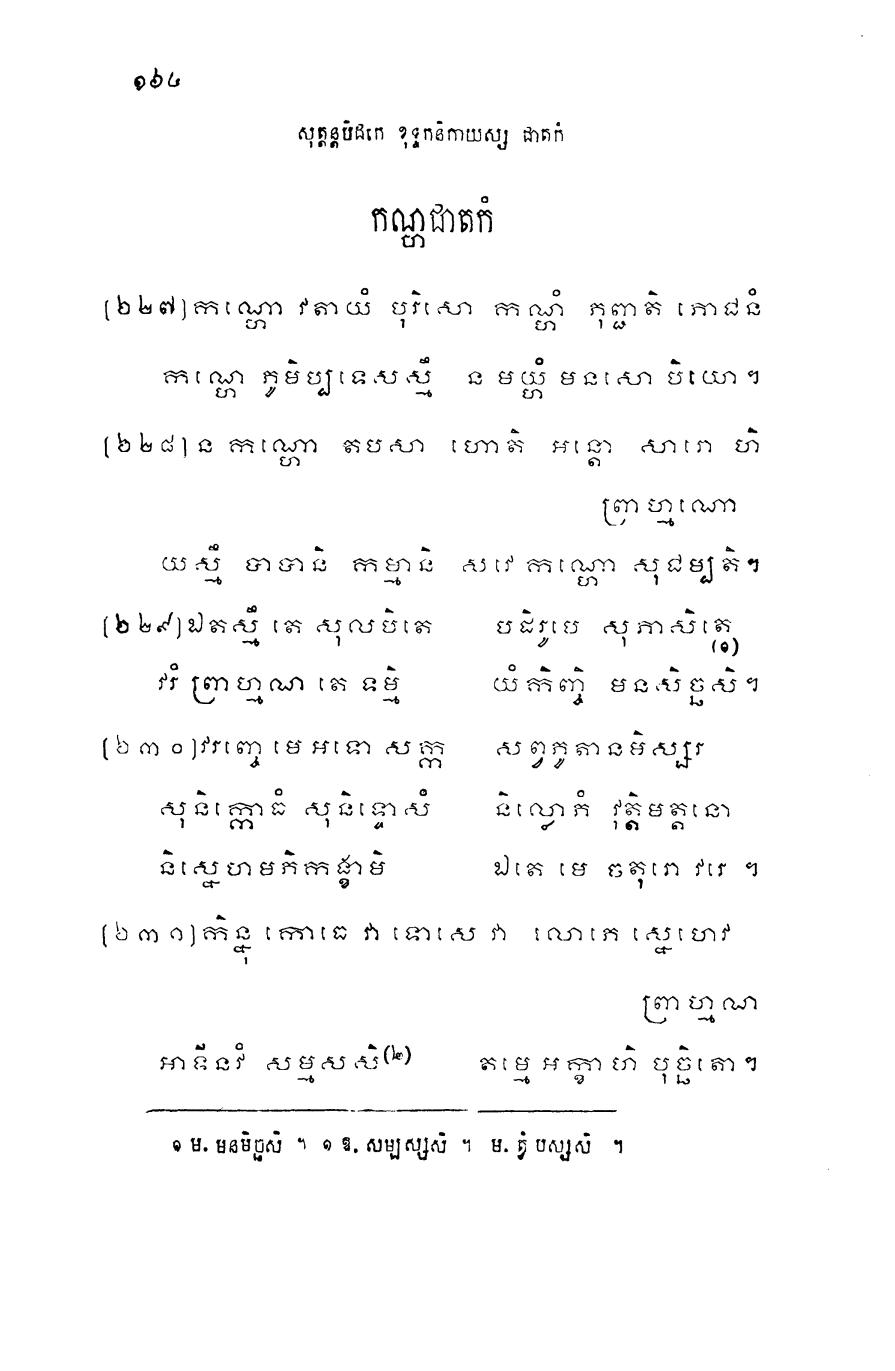 ១៦៤
សុត្តន្តបិដកេ ខុទ្ទកនិកាយស្ស ជាតកំ
កណ្ហជាតកំ
[២២៧] កណ្ហោ វតាយំ បុរិសោ កណ្ហំ ភុញ្ជតិ ភោជនំ
កណ្ហេ ភូមិប្បទេសស្មឹ ន មយ្ហំ មនសោ បិយោ ។
[២២៨] ន កណ្ហោ តបសា ហោតិ អន្តោ សារោ ហិ
ព្រាហ្មណោ
យស្មឹ បាបានិ កម្មានិ សវេ កណ្ហោ សុជម្បតិ ។
[២២៩] ឯតស្មឹ តេ សុលបិតេ បដិរូបេ សុភាសិតេ
វរំ ព្រាហ្មណ តេ ទម្មិ យំកិញ្ចិ មនសិច្ឆសិ ។ (១)
[២៣០] វរញ្ចេ មេ អទោ សក្ក សព្វភូតានមិស្សរ
សុនិក្កោធំ សុនិទ្ទោសំ និល្លោភំ វុត្តិមត្តនោ
និស្នេហមភិកង្ខាមិ ឯតេ មេ ចតុរោ វរេ ។
[២៣១] កិន្នុ កោធេ វា ទោសេ វា លោភេ ស្នេហេវ
ព្រាហ្មណ
អាទីនវំ សម្មសសិ (២) តម្មេ អក្ខាហិ បុច្ឆិតោ ។
១ ម. មនមិច្ឆសិ ។ ១ ឱ. សម្បស្សសិ ។ ម. ត្វំ បស្សសិ ។